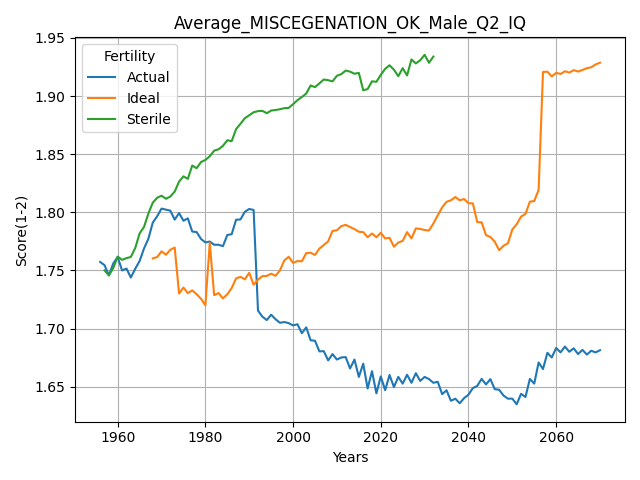 Average_MISCEGENATION_OK_Male_Q2_IQ
Fertility
Actual
Ideal
Sterile
Score(1-2)
1.95
1.90
1.85
1.80
1.75
1.70
1.65
1960 1980 2000 2020 2040 2060
Years